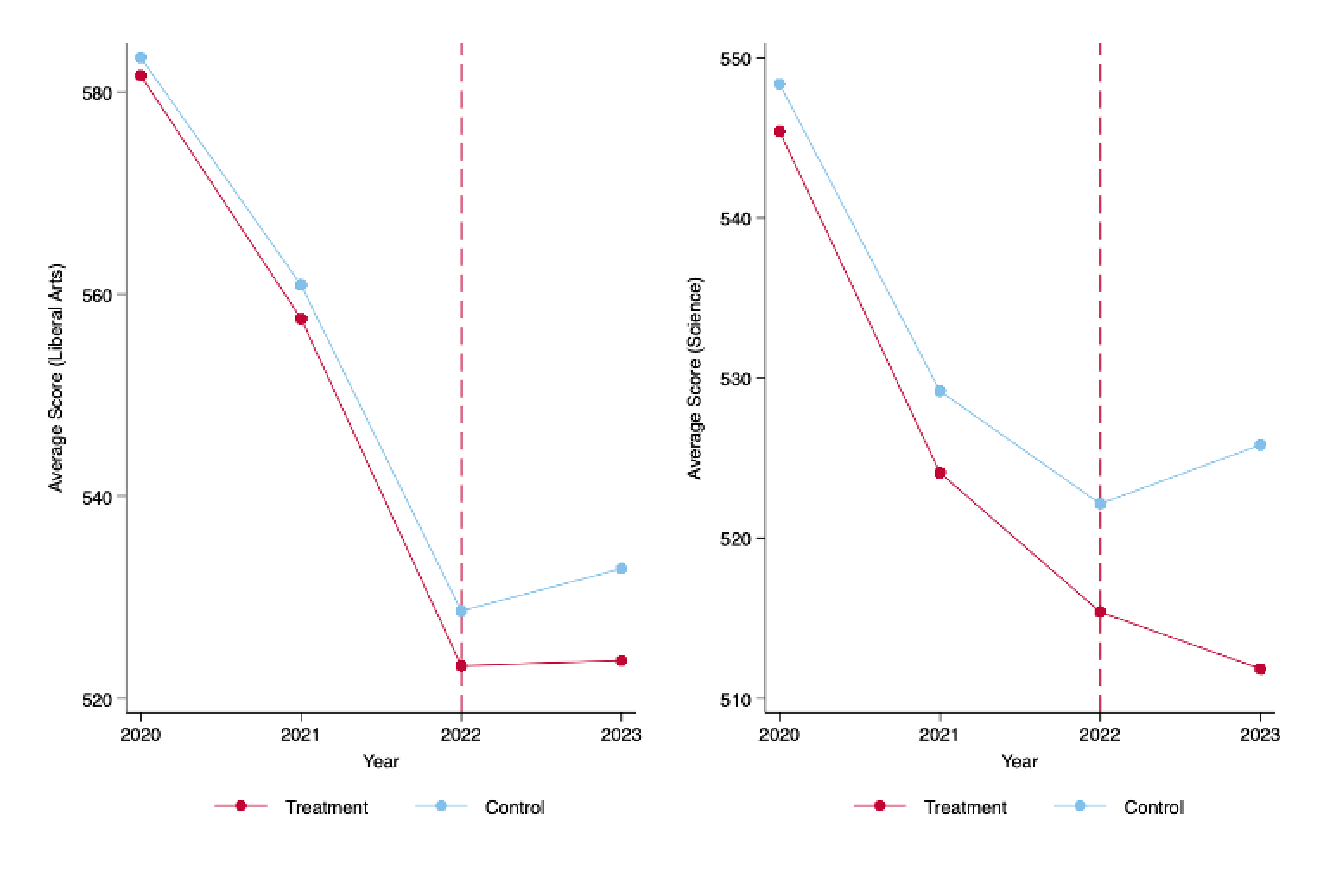 Average Score (Liberal Arts)
580
560
540
520
2020 2021 2022 2023
Year
Treatment Control
Average Score (Science)
550
540
530
520
510
2020 2021 2022 2023
Year
Treatment Control